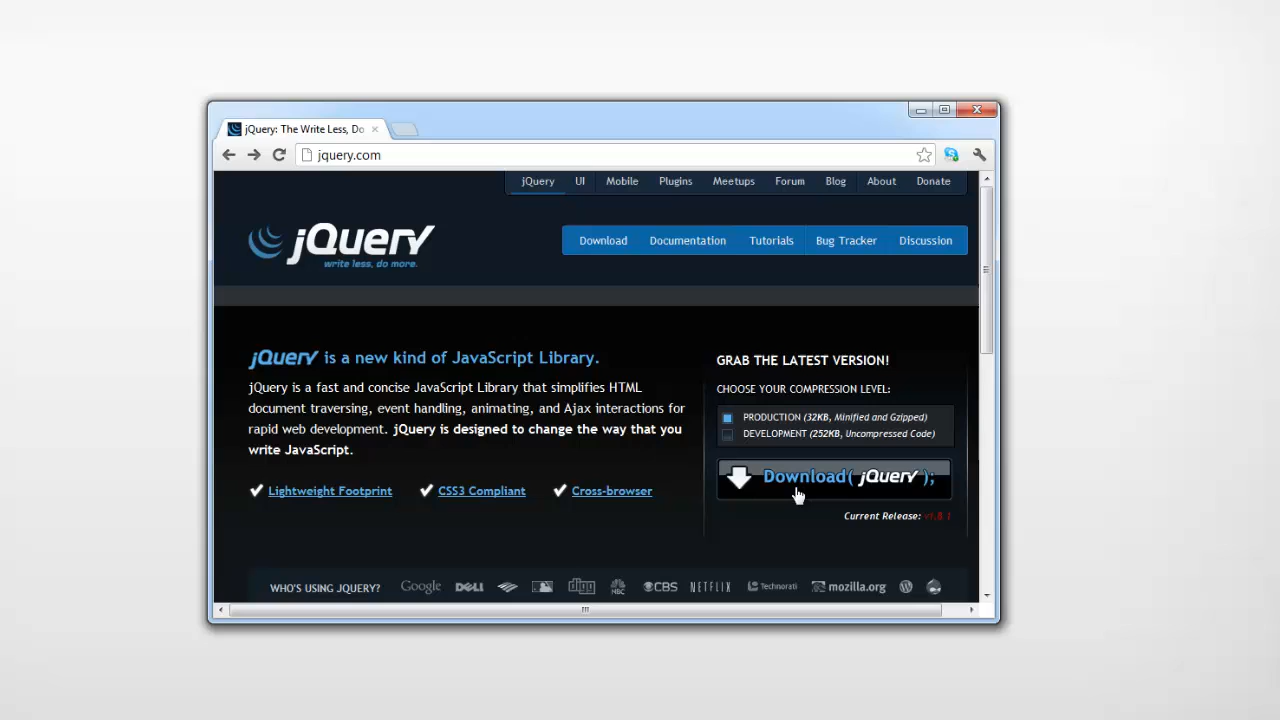 jQuery: The Write Less, Do
jquery.com
jQuery UI Mobile Plugins Meetups Forum Blog About Donate
jQuery
write less, do more.
Download Documentation Tutorials Bug Tracker Discussion
jQuery is a new kind of JavaScript Library.
jQuery is a fast and concise JavaScript Library that simplifies HTML
document traversing, event handling, animating, and Ajax interactions for
rapid web development. jQuery is designed to change the way that you
write JavaScript.
Lightweight Footprint CSS3 Compliant Cross-browser
GRAB THE LATEST VERSION!
CHOOSE YOUR COMPRESSION LEVEL:
PRODUCTION (32KB, Minified and Gzipped)
DEVELOPMENT (252KB, Uncompressed Code)
Download( jQuery );
Current Release: v1.8.1
WHO'S USING JQUERY? Google DELL NBC CBS NETFLIX Technorati mozilla.org